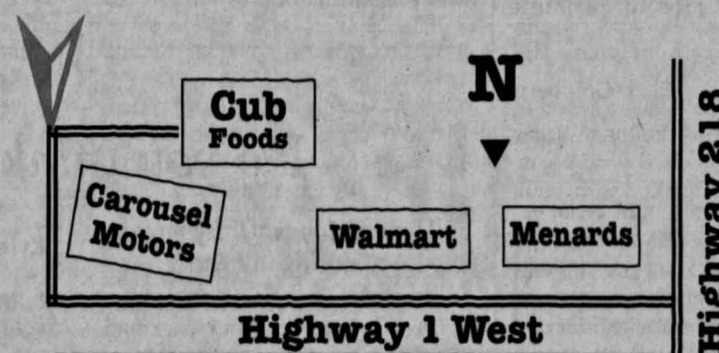 Cub
Foods
N
Carousel
Motors
Walmart
Menards
Highway 218
Highway 1 West